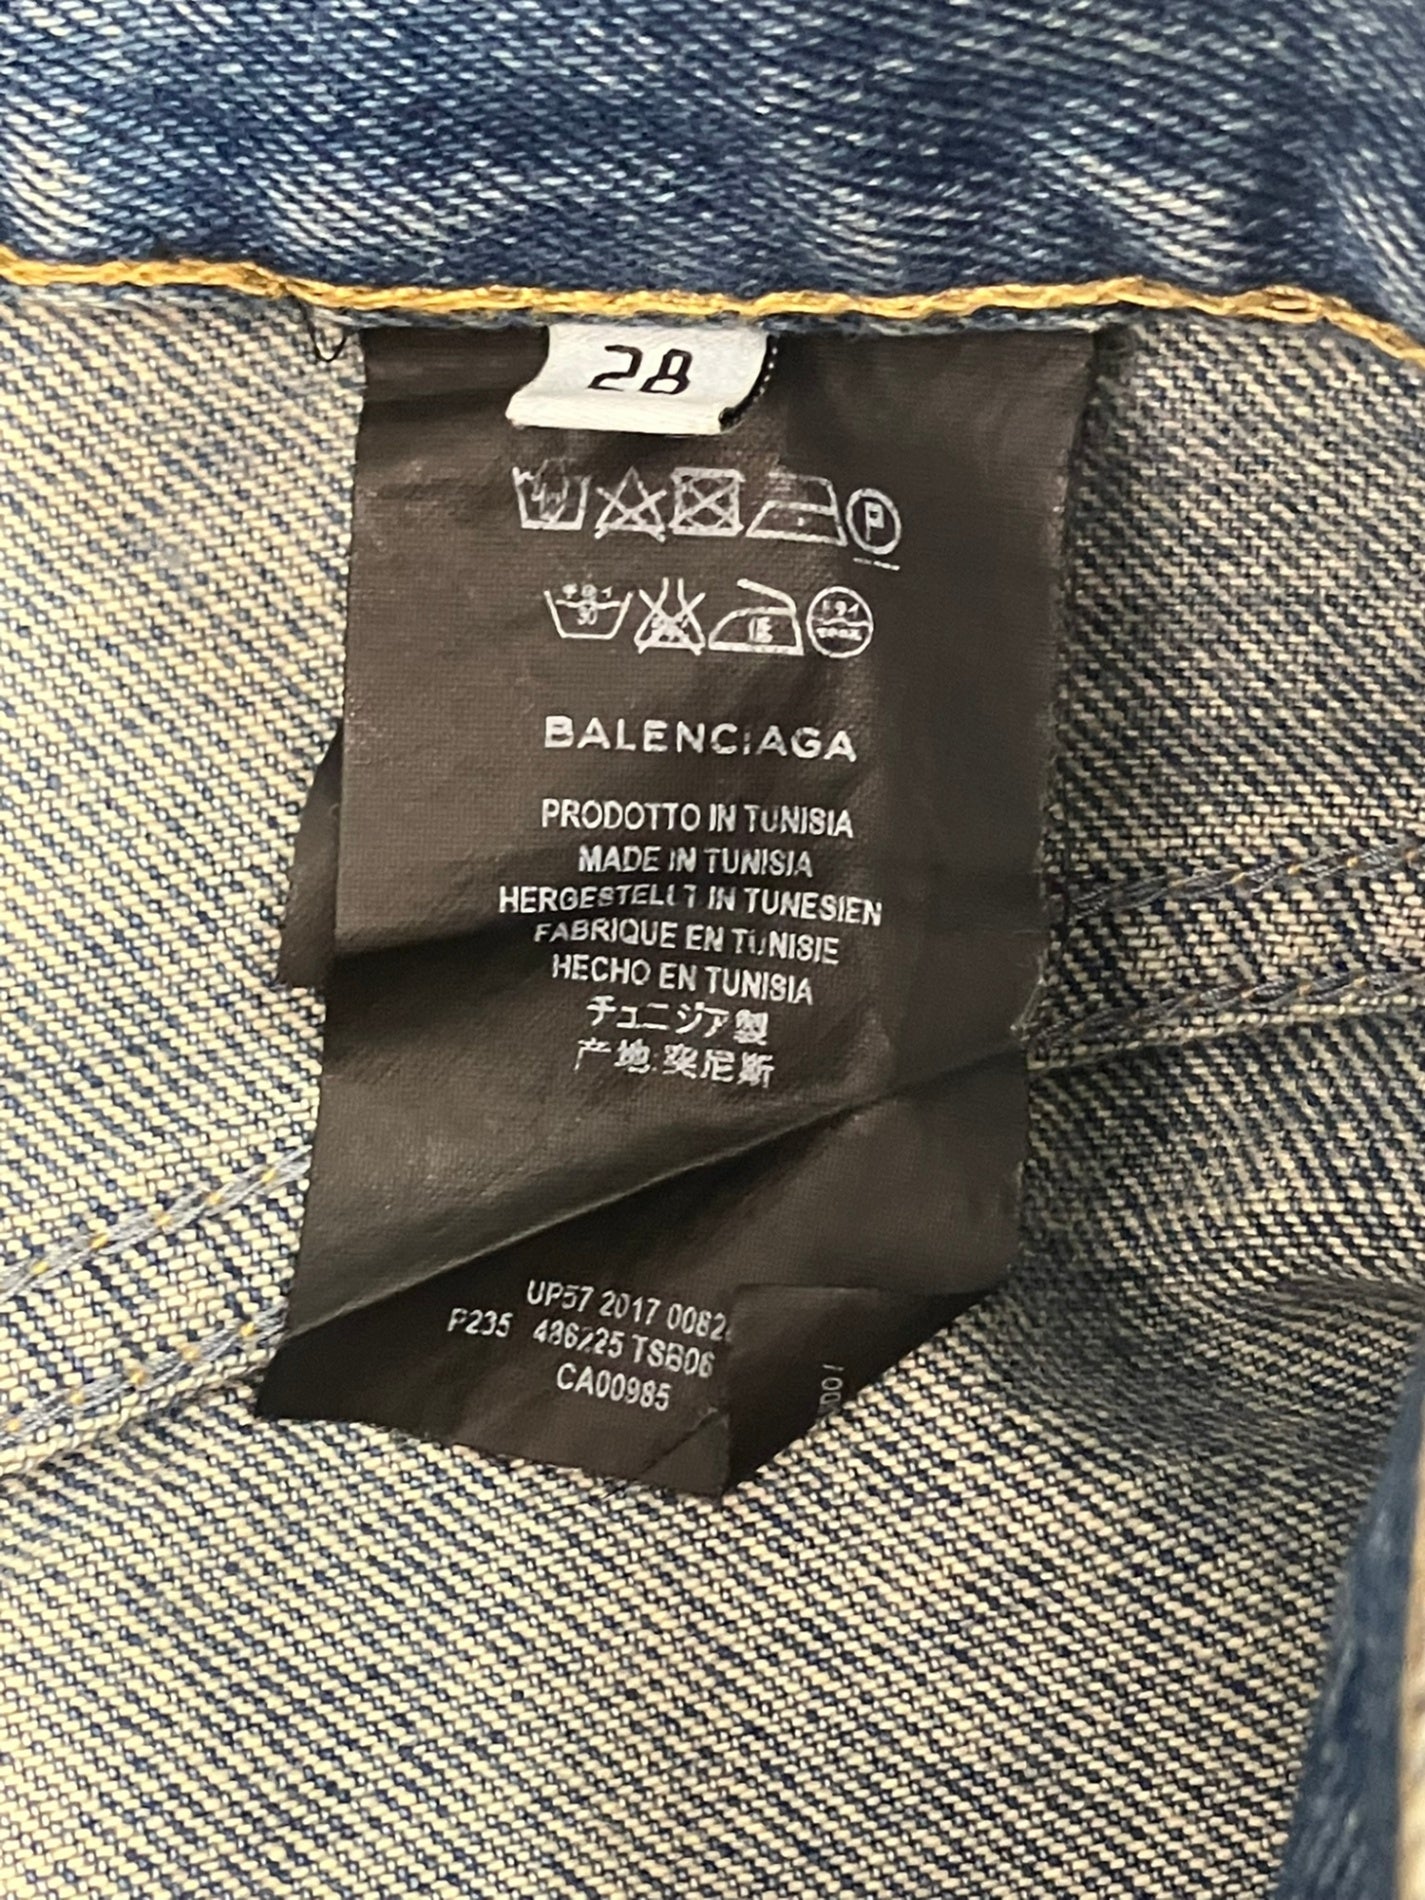 28
P
30
BALENCIAGA
PRODOTTO IN TUNISIA
MADE IN TUNISIA
HERGESTELLT IN TUNESIEN
FABRIQUE EN TUNISIE
HECHO EN TUNISIA
チュニジア製
产地:突尼斯
UP57 2017 0082
P235 486225 TSB06
CA00985